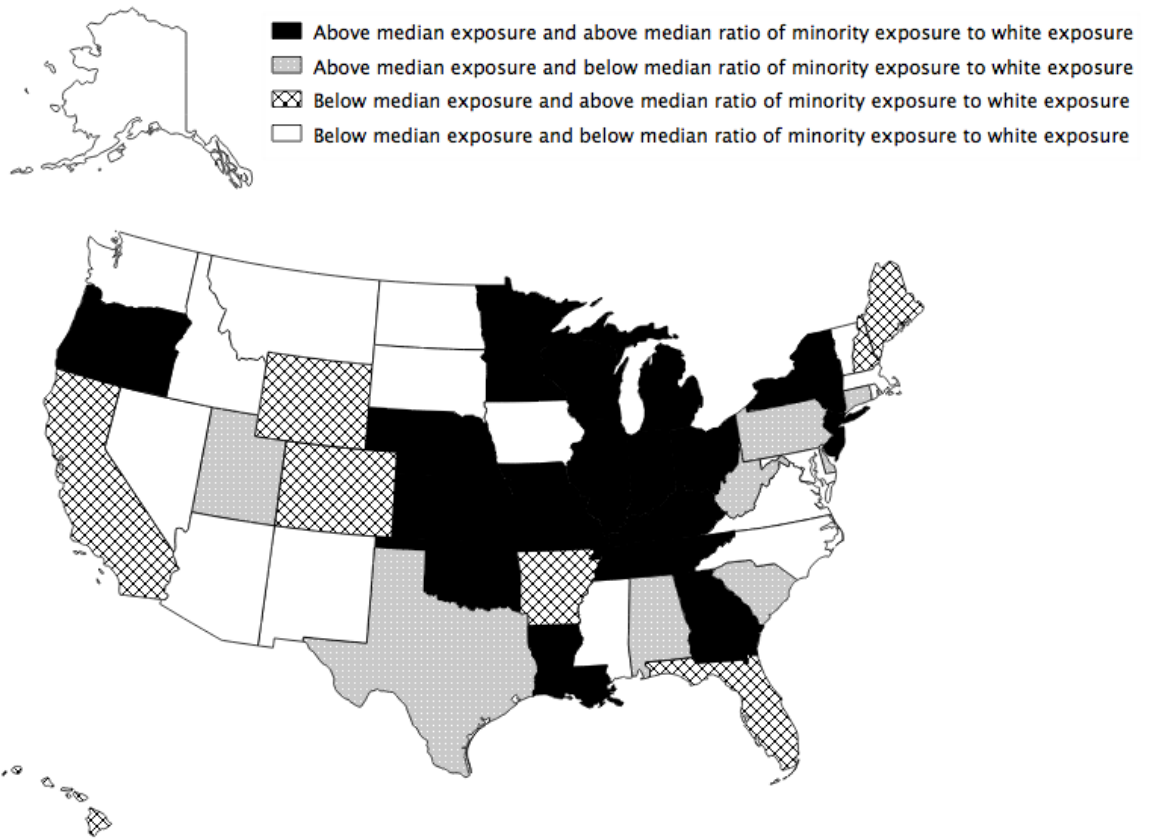 Above median exposure and above median ratio of minority exposure to white exposure
Above median exposure and below median ratio of minority exposure to white exposure
Below median exposure and above median ratio of minority exposure to white exposure
Below median exposure and below median ratio of minority exposure to white exposure